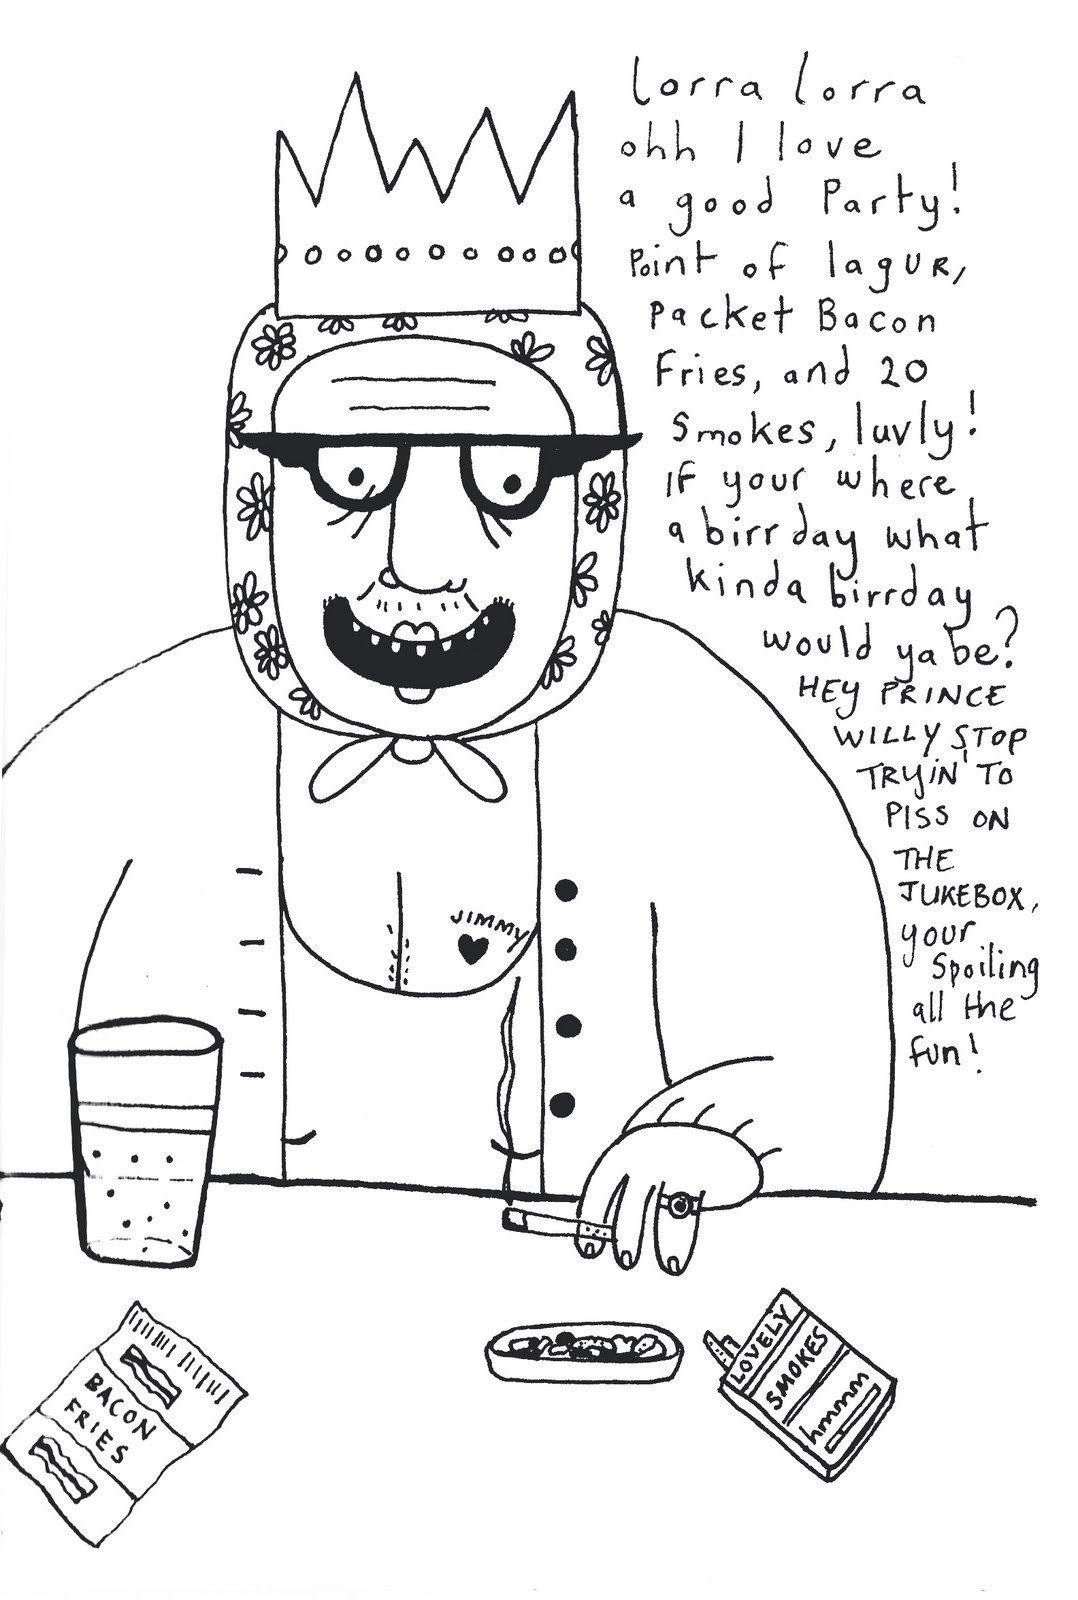 lorra lorra
ohh I love
a good Party!
Point of lagUR,
Packet Bacon
Fries, and 20
Smokes, luvly!
IF your where
a birrday what
kinda birrday
would ya be?
HEY PRINCE
WILLY STOP
TRYIN' TO
PISS ON
THE
JUKEBOX,
your
Spoiling
all the
fun!
JIMMY
BACON
FRIES
LOVELY
SMOKES
hmmm